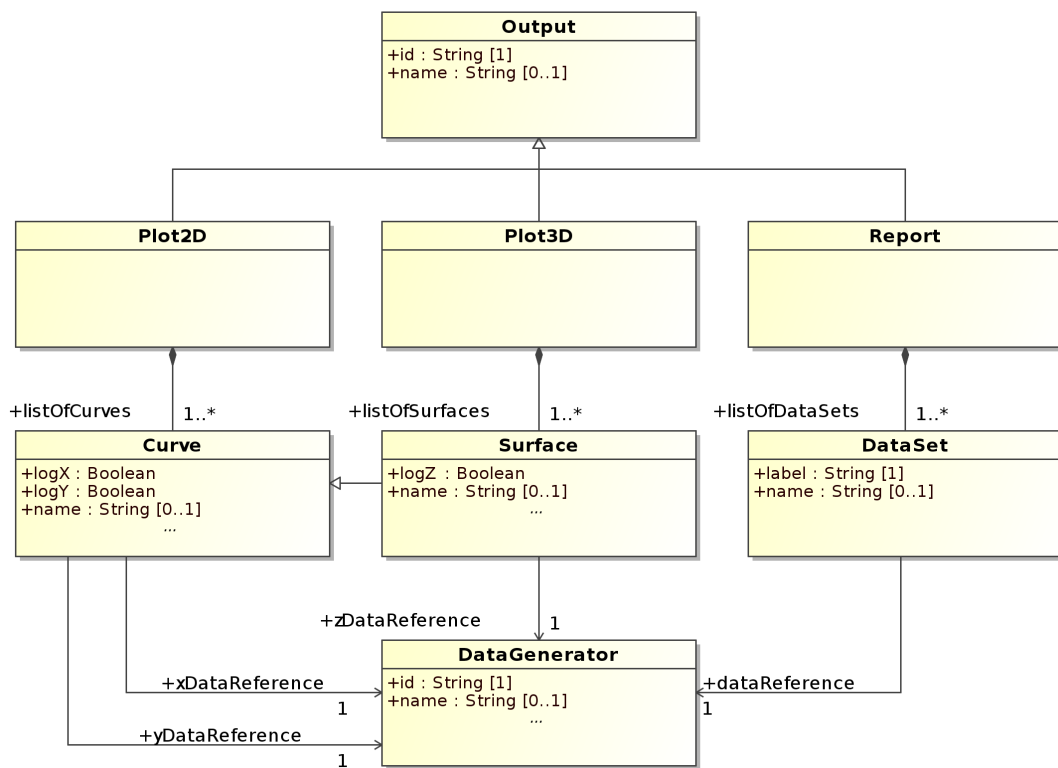 Output
+id : String [1]
+name : String [0..1]
Plot2D
Plot3D
Report
+listOfCurves
1..*
+listOfSurfaces
1..*
+listOfDataSets
1..*
Curve
+logX : Boolean
+logY : Boolean
+name : String [0..1]
...
Surface
+logZ : Boolean
+name : String [0..1]
...
DataSet
+label : String [1]
+name : String [0..1]
+zDataReference
1
DataGenerator
+id : String [1]
+name : String [0..1]
...
+xDataReference
1
+yDataReference
1
+dataReference
1